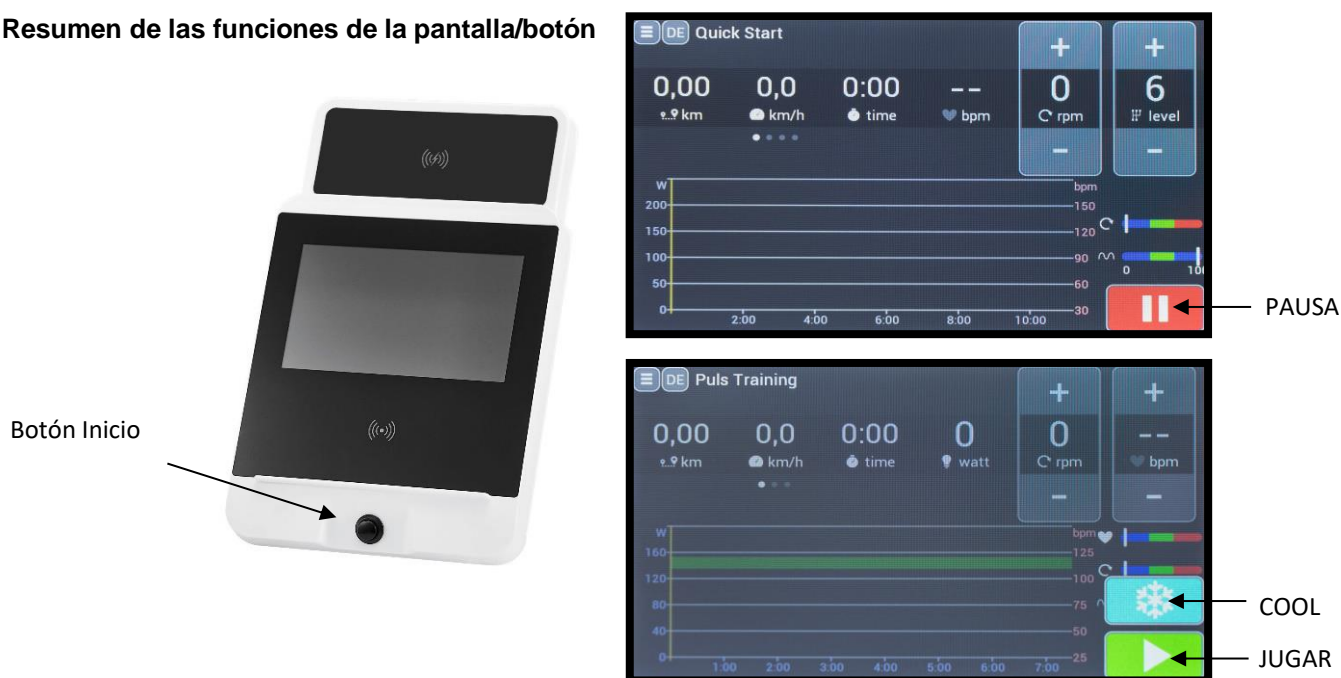 Resumen de las funciones de la pantalla/botón
DE Quick Start
0,00 0,0 0:00 -- 0 6
km km/h time bpm rpm level
W bpm
200 150
150 120
100 90
0 10
50 60
0 30
2:00 4:00 6:00 8:00 10:00
PAUSA
Botón Inicio
DE Puls Training
0,00 0,0 0:00 0 0 --
km km/h time watt rpm bpm
W bpm
160 125
120 100
80 75
40 50
0 25
1:00 2:00 3:00 4:00 5:00 6:00 7:00
COOL
JUGAR